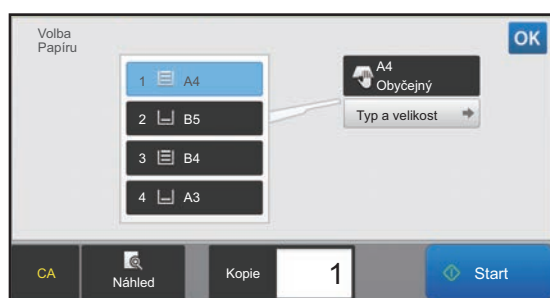 Volba
Papíru
OK
1 A4
2 B5
3 B4
4 A3
A4
Obyčejný
Typ a velikost
CA
Náhled
Kopie
1
Start